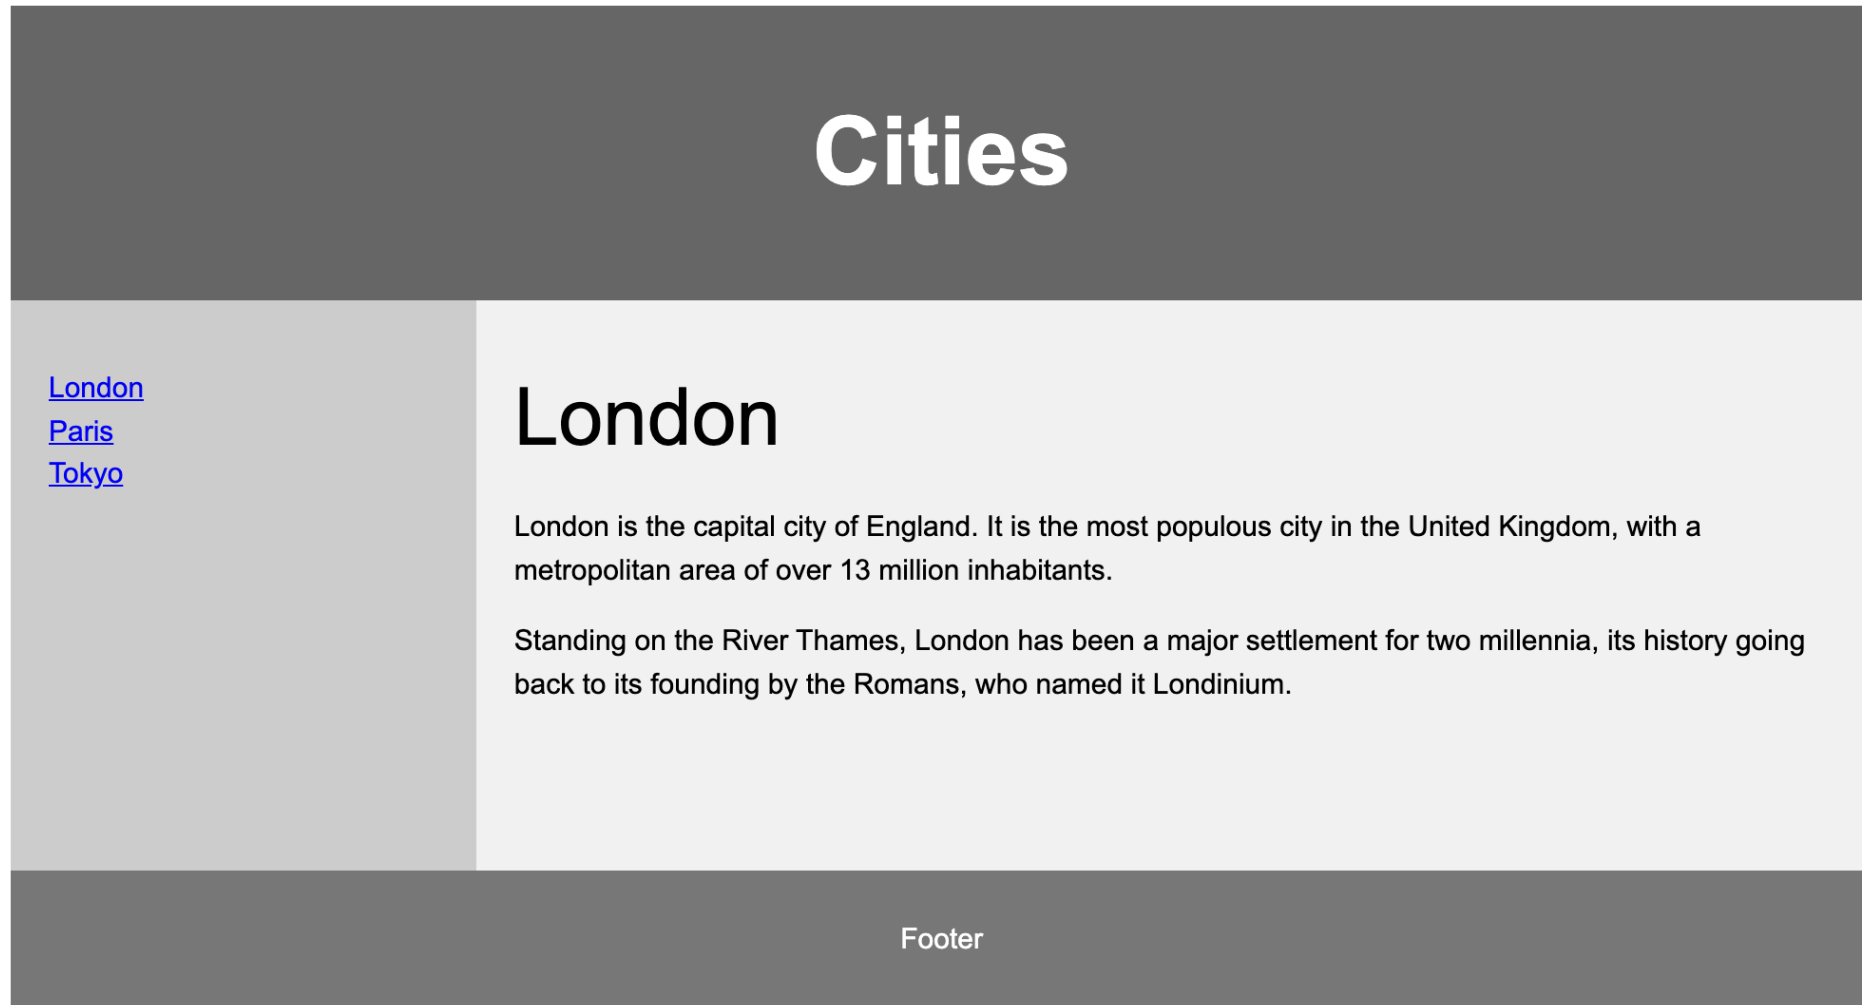 Cities
London
Paris
Tokyo
London
London is the capital city of England. It is the most populous city in the United Kingdom, with a
metropolitan area of over 13 million inhabitants.
Standing on the River Thames, London has been a major settlement for two millennia, its history going
back to its founding by the Romans, who named it Londinium.
Footer